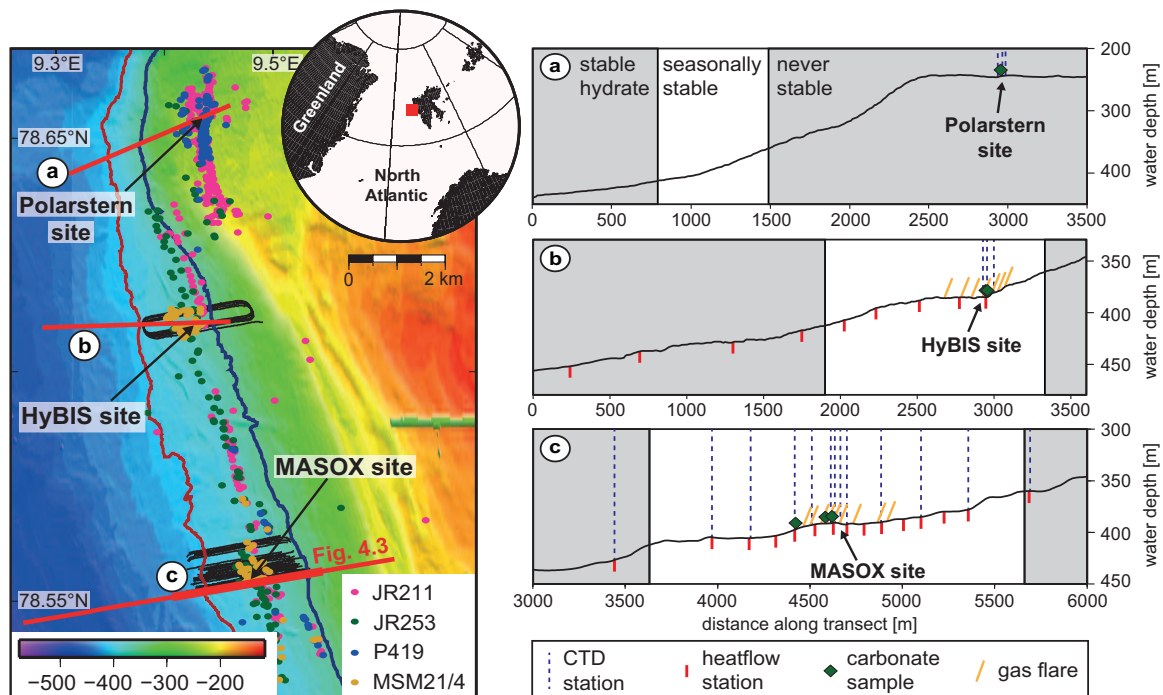 9.3°E
9.5°E
78.65°N
Greenland
North
Atlantic
a
Polarstern
site
0
2 km
b
HyBIS site
MASOX site
Fig. 4.3
c
78.55°N
JR211
JR253
P419
MSM21/4
−500 −400 −300 −200
a
stable
hydrate
seasonally
stable
never
stable
Polarstern
site
200
300
400
water depth [m]
0 500 1000 1500 2000 2500 3000 3500
b
HyBIS site
350
400
450
water depth [m]
0 500 1000 1500 2000 2500 3000 3500
c
MASOX site
300
350
400
450
water depth [m]
3000 3500 4000 4500 5000 5500 6000
distance along transect [m]
CTD
station
heatflow
station
carbonate
sample
gas flare